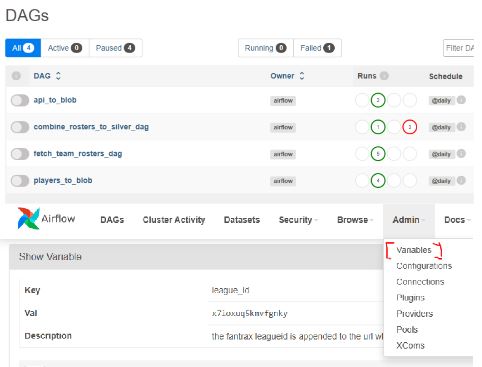 DAGs
All 4 Active 0 Paused 4 Running 0 Failed 1 Filter DA
DAG Owner Runs Schedule
api_to_blob airflow 2 @daily
combine_rosters_to_silver_dag airflow 1 3 @daily
fetch_team_rosters_dag airflow 6 @daily
players_to_blob airflow 4 @daily
Airflow DAGs Cluster Activity Datasets Security Browse Admin Docs
Variables
Configurations
Connections
Plugins
Providers
Pools
XComs
Show Variable
Key league_id
Val x7ioxuq5knvfgnky
Description the fantrax leagueid is appended to the url w